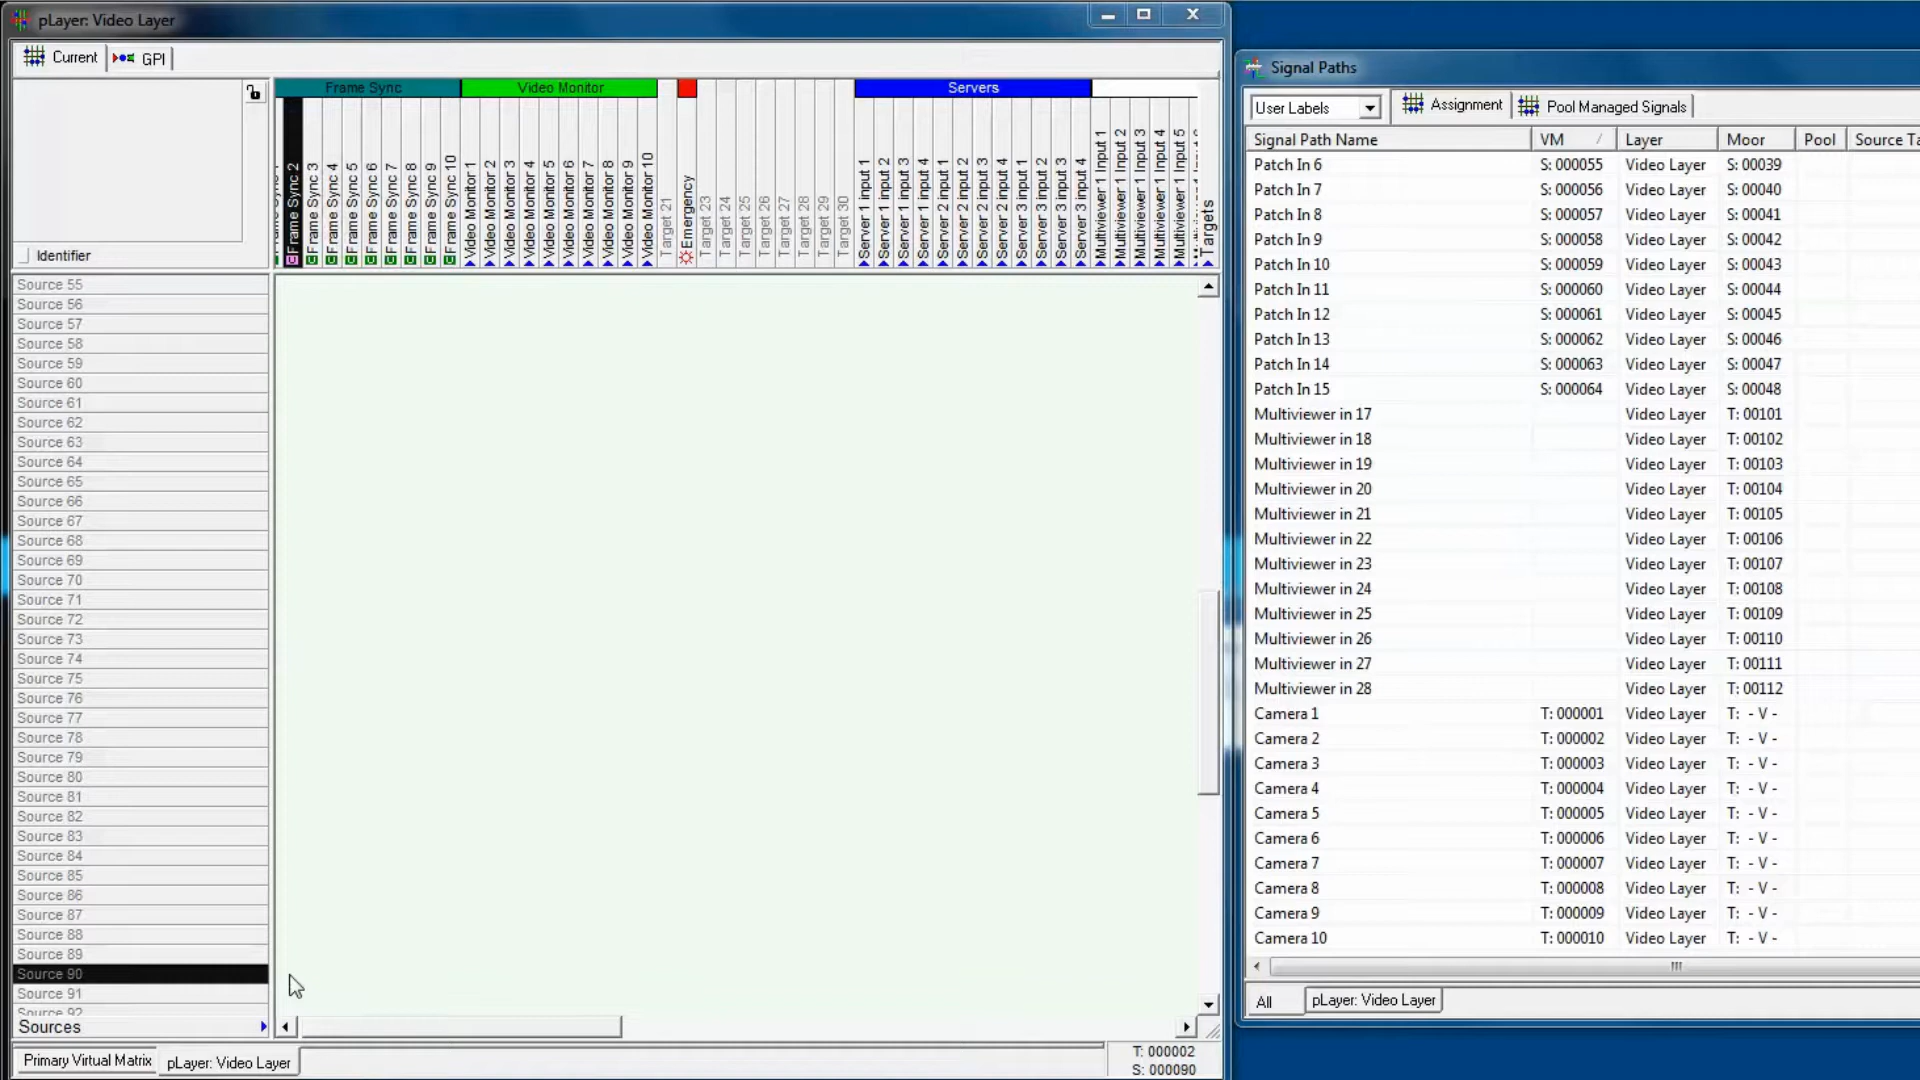 pLayer: Video Layer
Current
GPI
Frame Sync
Video Monitor
Servers
Frame Sync 2
Frame Sync 3
Frame Sync 4
Frame Sync 5
Frame Sync 6
Frame Sync 7
Frame Sync 8
Frame Sync 9
Frame Sync 10
Video Monitor 1
Video Monitor 2
Video Monitor 3
Video Monitor 4
Video Monitor 5
Video Monitor 6
Video Monitor 7
Video Monitor 8
Video Monitor 9
Video Monitor 10
Target 21
Emergency
Target 23
Target 24
Target 25
Target 26
Target 27
Target 28
Target 29
Target 30
Server 1 input 1
Server 1 input 2
Server 1 input 3
Server 1 input 4
Server 2 input 1
Server 2 input 2
Server 2 input 3
Server 2 input 4
Server 3 input 1
Server 3 input 2
Server 3 input 3
Server 3 input 4
Multiviewer 1 Input 1
Multiviewer 1 Input 2
Multiviewer 1 Input 3
Multiviewer 1 Input 4
Multiviewer 1 Input 5
Targets
Identifier
Source 55
Source 56
Source 57
Source 58
Source 59
Source 60
Source 61
Source 62
Source 63
Source 64
Source 65
Source 66
Source 67
Source 68
Source 69
Source 70
Source 71
Source 72
Source 73
Source 74
Source 75
Source 76
Source 77
Source 78
Source 79
Source 80
Source 81
Source 82
Source 83
Source 84
Source 85
Source 86
Source 87
Source 88
Source 89
Source 90
Source 91
Source 92
Sources
Primary Virtual Matrix
pLayer: Video Layer
T: 000002
S: 000090
Signal Paths
User Labels
Assignment
Pool Managed Signals
Signal Path Name VM / Layer Moor Pool Source Ta
Patch In 6 S: 000055 Video Layer S: 00039
Patch In 7 S: 000056 Video Layer S: 00040
Patch In 8 S: 000057 Video Layer S: 00041
Patch In 9 S: 000058 Video Layer S: 00042
Patch In 10 S: 000059 Video Layer S: 00043
Patch In 11 S: 000060 Video Layer S: 00044
Patch In 12 S: 000061 Video Layer S: 00045
Patch In 13 S: 000062 Video Layer S: 00046
Patch In 14 S: 000063 Video Layer S: 00047
Patch In 15 S: 000064 Video Layer S: 00048
Multiviewer in 17 Video Layer T: 00101
Multiviewer in 18 Video Layer T: 00102
Multiviewer in 19 Video Layer T: 00103
Multiviewer in 20 Video Layer T: 00104
Multiviewer in 21 Video Layer T: 00105
Multiviewer in 22 Video Layer T: 00106
Multiviewer in 23 Video Layer T: 00107
Multiviewer in 24 Video Layer T: 00108
Multiviewer in 25 Video Layer T: 00109
Multiviewer in 26 Video Layer T: 00110
Multiviewer in 27 Video Layer T: 00111
Multiviewer in 28 Video Layer T: 00112
Camera 1 T: 000001 Video Layer T: - V -
Camera 2 T: 000002 Video Layer T: - V -
Camera 3 T: 000003 Video Layer T: - V -
Camera 4 T: 000004 Video Layer T: - V -
Camera 5 T: 000005 Video Layer T: - V -
Camera 6 T: 000006 Video Layer T: - V -
Camera 7 T: 000007 Video Layer T: - V -
Camera 8 T: 000008 Video Layer T: - V -
Camera 9 T: 000009 Video Layer T: - V -
Camera 10 T: 000010 Video Layer T: - V -
All
pLayer: Video Layer